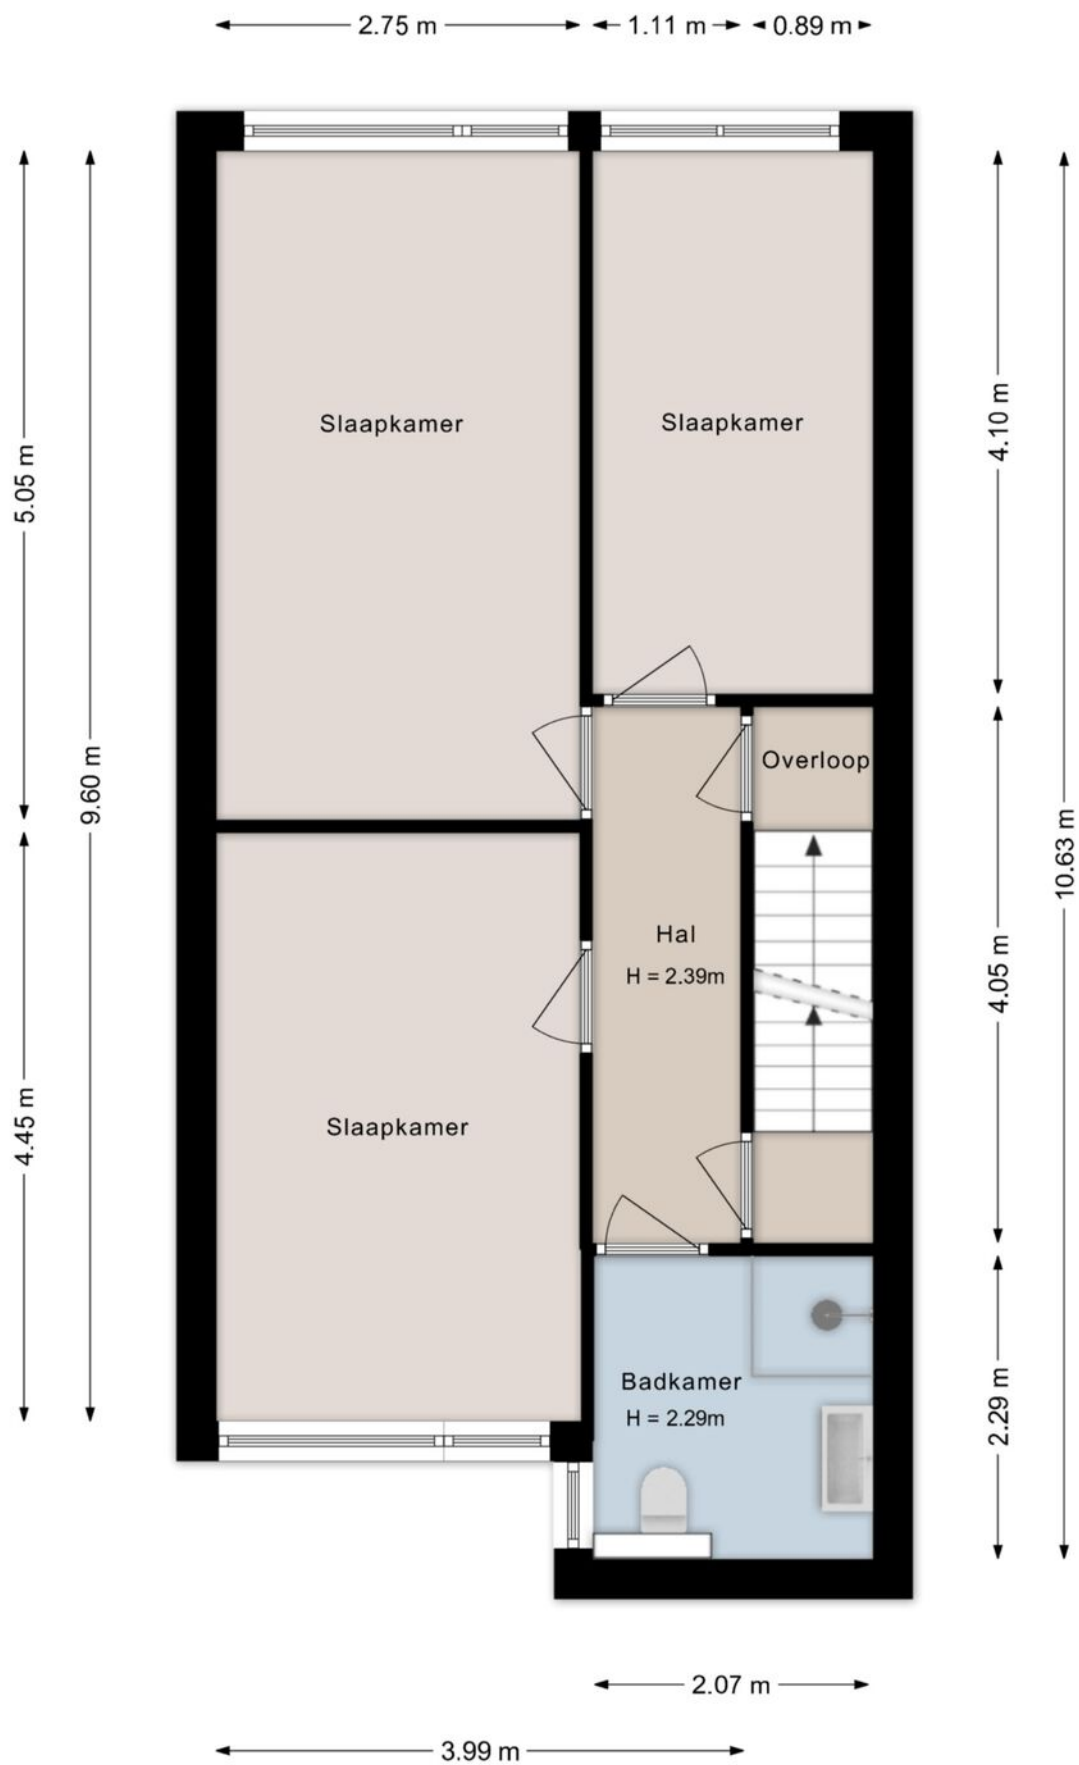 2.75 m
1.11 m
0.89 m
Slaapkamer
Slaapkamer
4.10 m
5.05 m
9.60 m
Overloop
10.63 m
Hal
H = 2.39m
4.05 m
4.45 m
Slaapkamer
Badkamer
H = 2.29m
2.29 m
2.07 m
3.99 m